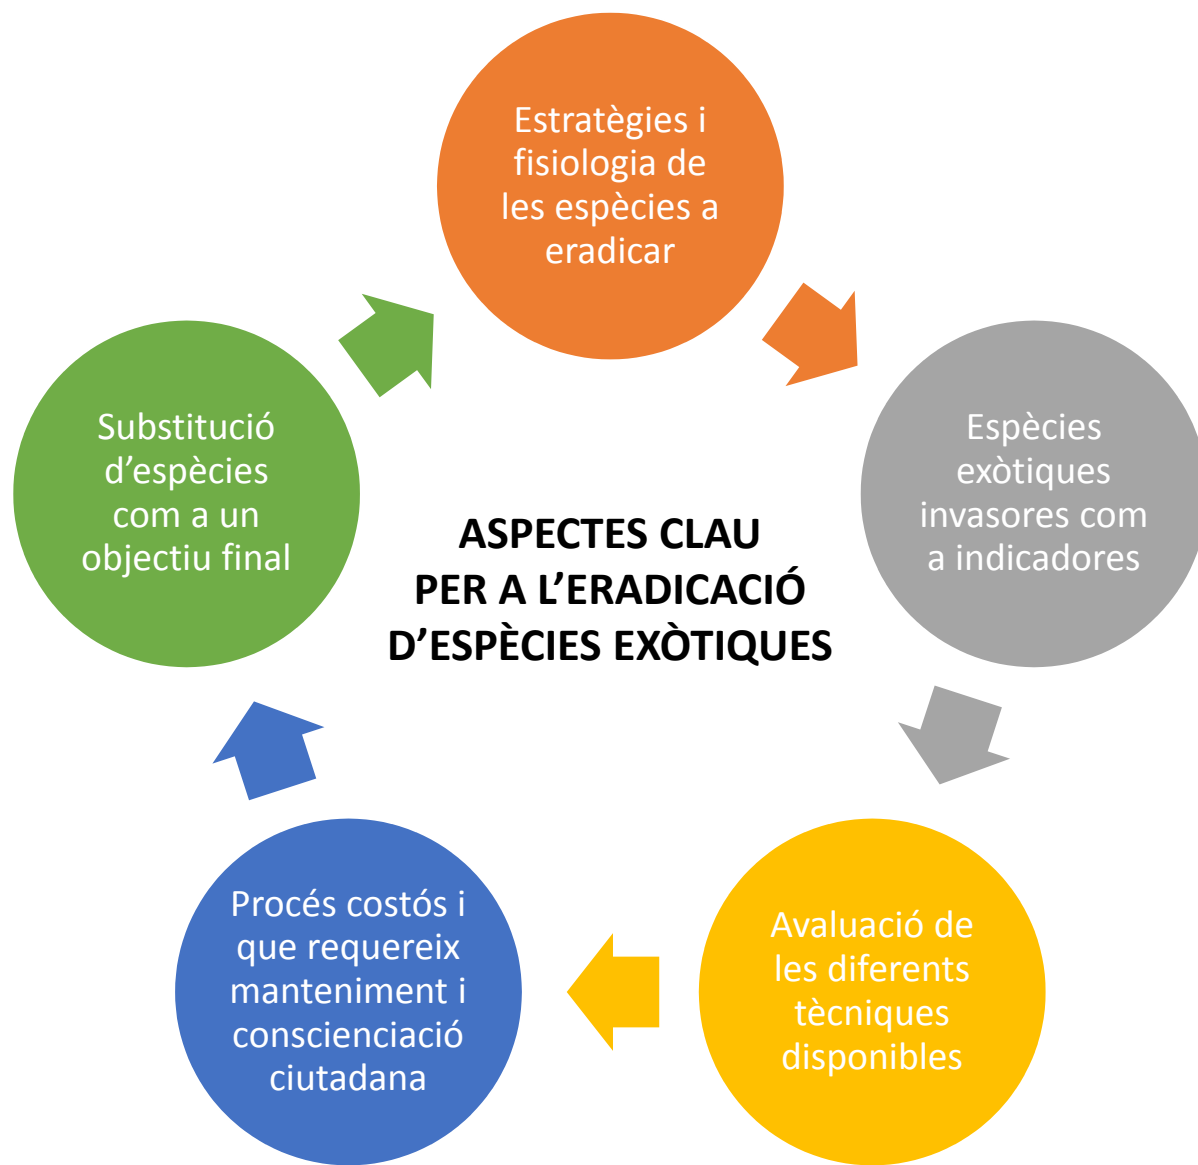 Estratègies i
fisiologia de
les espècies a
eradicar
Espècies
exòtiques
invasores com
a indicadores
Avaluació de
les diferents
tècniques
disponibles
Procés costós i
que requereix
manteniment i
conscienciació
ciutadana
Substitució
d’espècies
com a un
objectiu final
ASPECTES CLAU
PER A L’ERADICACIÓ
D’ESPÈCIES EXÒTIQUES